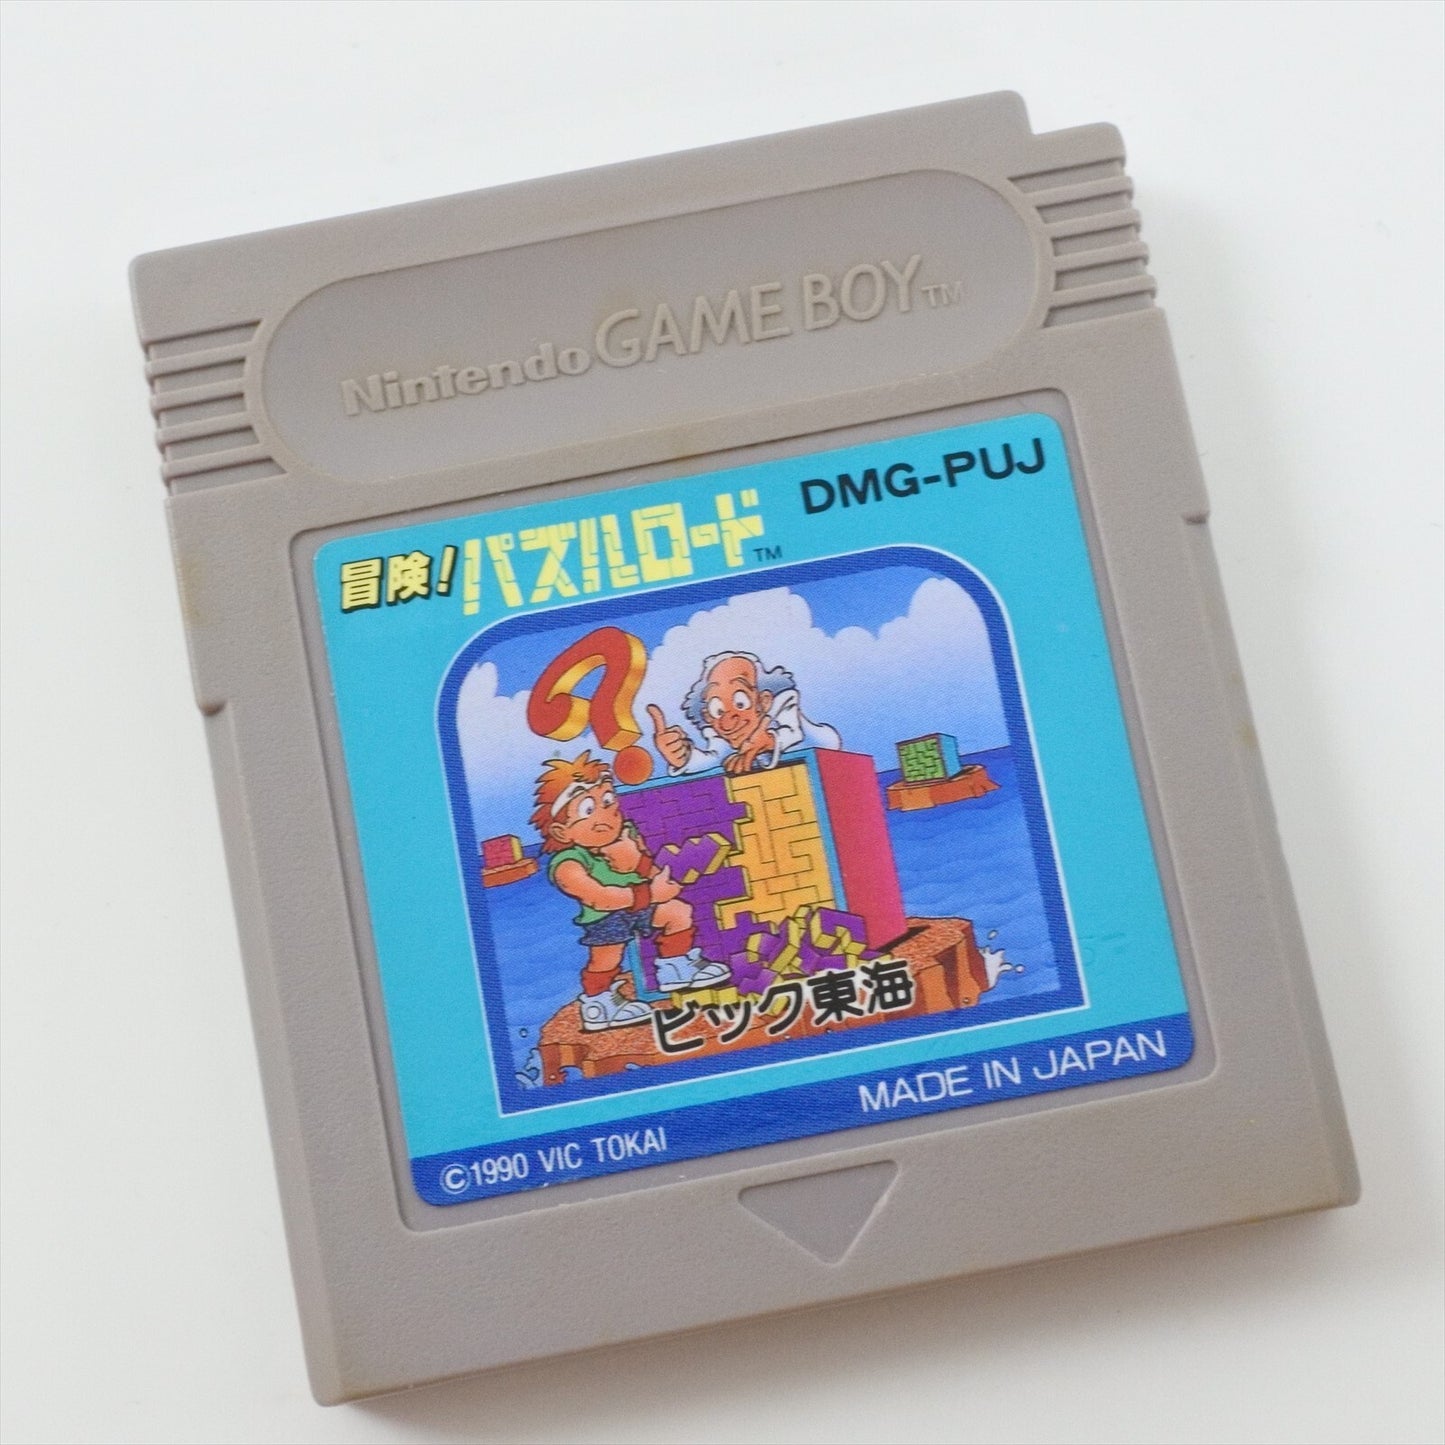 Nintendo GAME BOY™
DMG-PUJ
冒険!パズルロード™
?
ビック東海
MADE IN JAPAN
©1990 VIC TOKAI